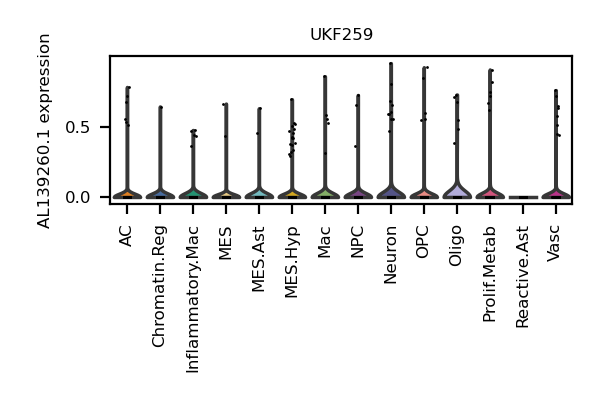 UKF259
AL139260.1 expression
0.5
0.0
AC
Chromatin.Reg
Inflammatory.Mac
MES
MES.Ast
MES.Hyp
Mac
NPC
Neuron
OPC
Oligo
Prolif.Metab
Reactive.Ast
Vasc